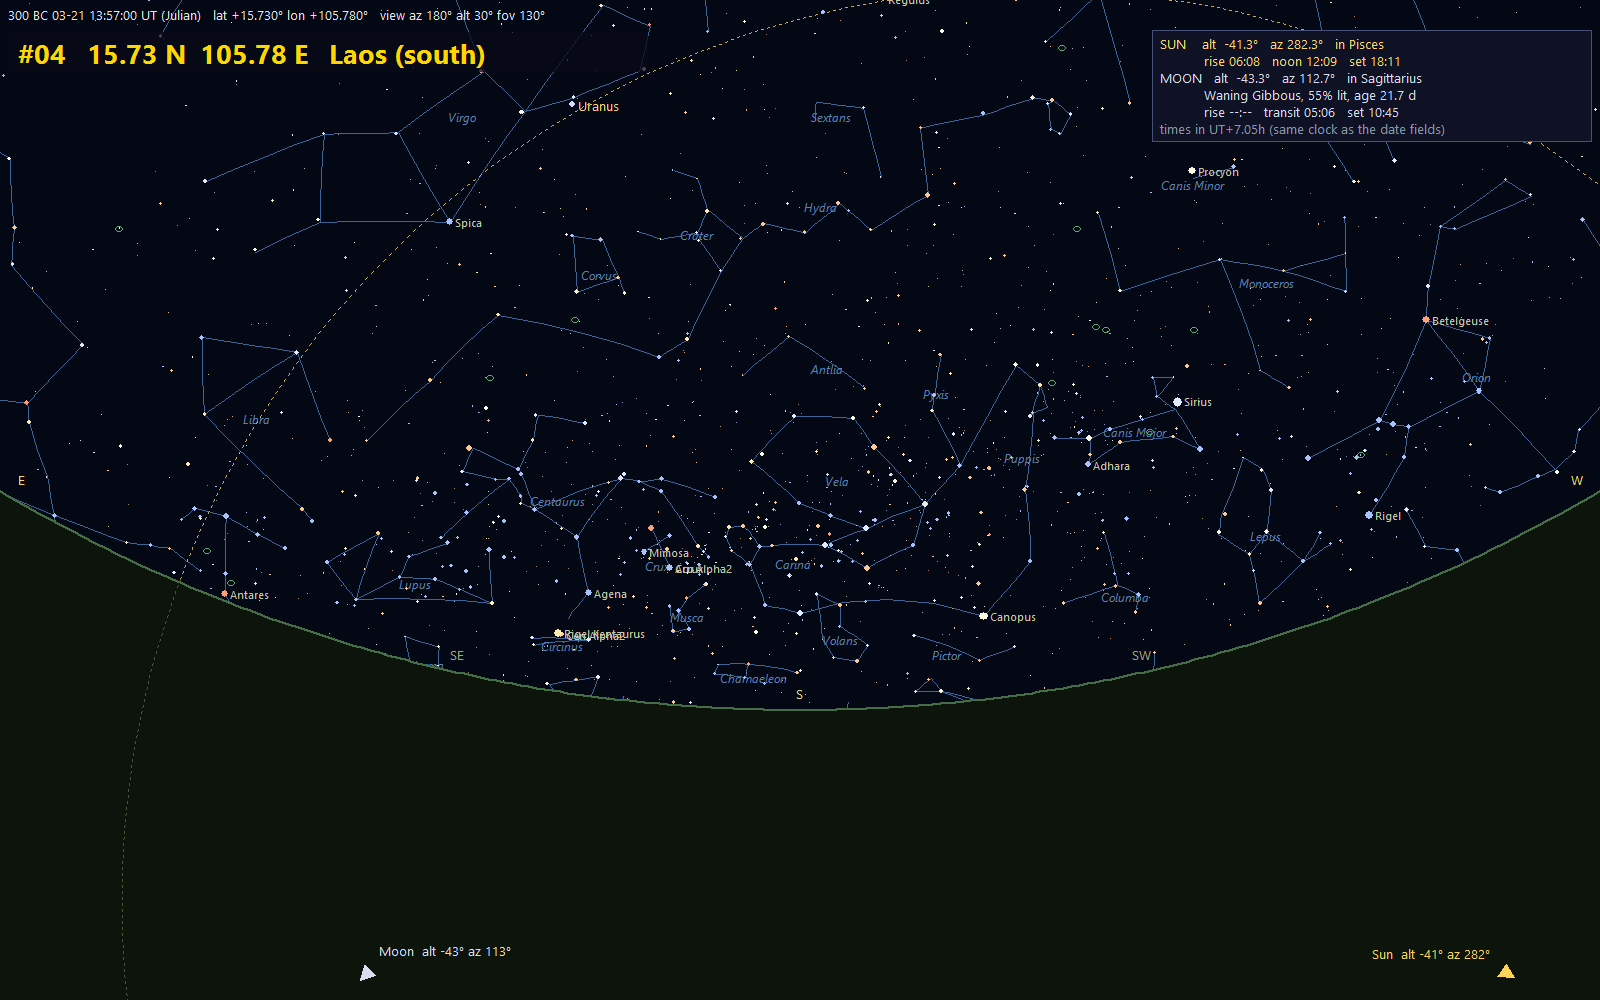 Regulus
300 BC 03-21 13:57:00 UT (Julian) lat +15.730° lon +105.780° view az 180° alt 30° fov 130°
#04 15.73 N 105.78 E Laos (south)
SUN alt -41.3° az 282.3° in Pisces
rise 06:08 noon 12:09 set 18:11
MOON alt -43.3° az 112.7° in Sagittarius
Waning Gibbous, 55% lit, age 21.7 d
rise --:-- transit 05:06 set 10:45
times in UT+7.05h (same clock as the date fields)
Uranus
Virgo
Sextans
Procyon
Canis Minor
Hydra
Spica
Crater
Corvus
Monoceros
Betelgeuse
Antlia
Orion
Pyxis
Sirius
Libra
Canis Major
Puppis
Adhara
E
Vela
W
Centaurus
Rigel
Lepus
Mimosa
Crux
Carina
Lupus
Agena
Antares
Columba
Musca
Canopus
Volans
Circinus
SE
Pictor
SW
Chamaeleon
S
Moon alt -43° az 113°
Sun alt -41° az 282°